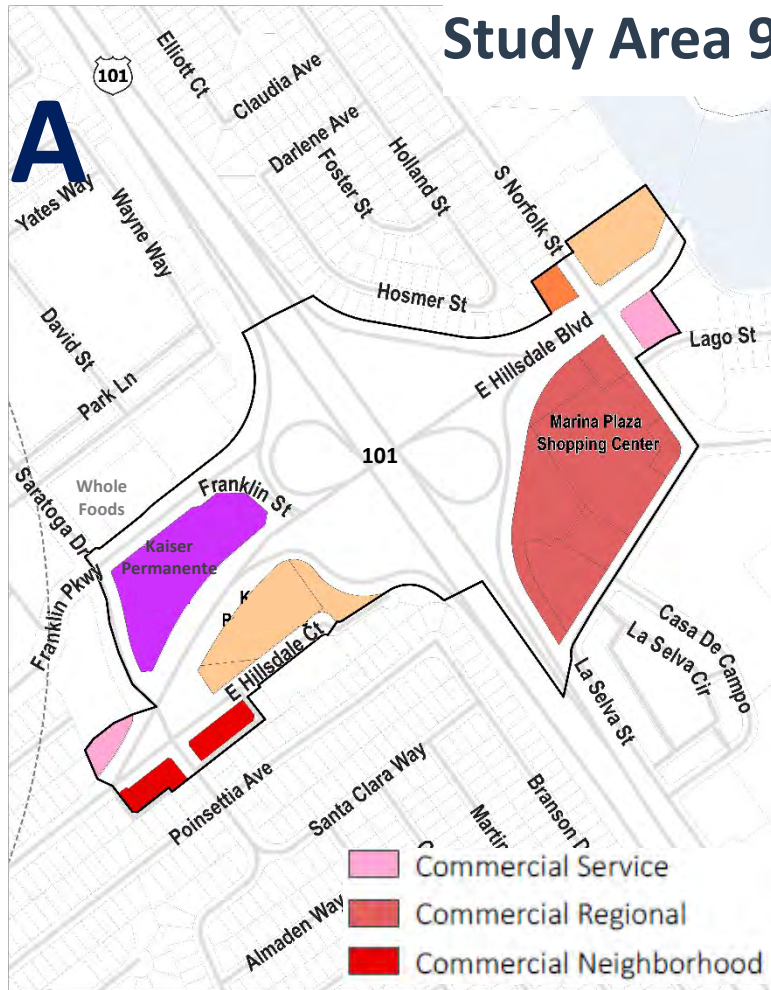 Study Area 9
A
101
Elliott Ct
Claudia Ave
Darlene Ave
Foster St
Holland St
S Norfolk St
Yates Way
Wayne Way
Hosmer St
David St
Park Ln
E Hillsdale Blvd
Lago St
Marina Plaza
Shopping Center
101
Whole
Foods
Saratoga Dr
Franklin St
Kaiser
Permanente
Franklin Pkwy
E Hillsdale Ct
Casa De Campo
La Selva Cir
La Selva St
Poinsettia Ave
Santa Clara Way
Branson D
Martin
Almaden Way
Commercial Service
Commercial Regional
Commercial Neighborhood